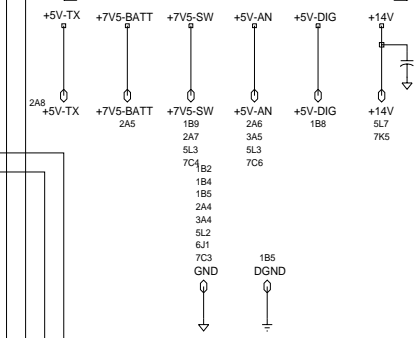 +5V-TX +7V5-BATT +7V5-SW +5V-AN +5V-DIG +14V
2A8
+5V-TX +7V5-BATT +7V5-SW +5V-AN +5V-DIG +14V
2A5 1B9 2A6 1B8 5L7
2A7 3A5 7K5
5L3 5L3
7C4 7C6
1B2
1B4
1B5
2A4
3A4
5L2
6J1
7C3 1B5
GND DGND